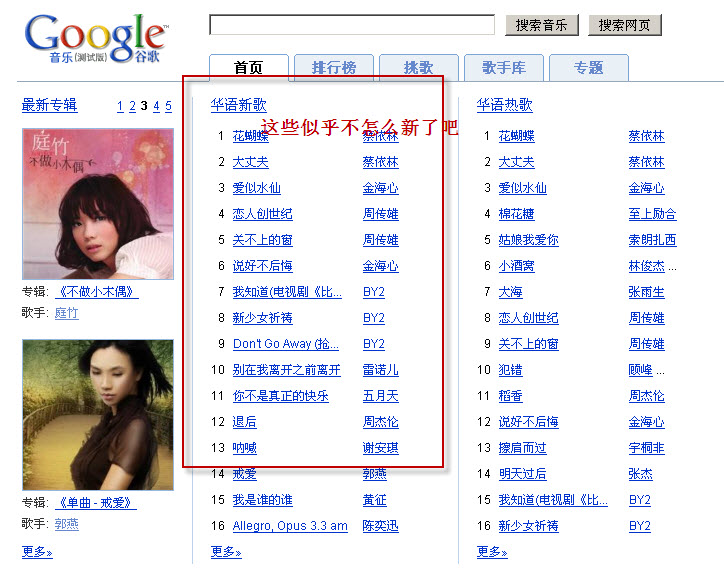 Google™
音乐(测试版) 谷歌
搜索音乐 搜索网页
首页 排行榜 挑歌 歌手库 专题
最新专辑 1 2 3 4 5
庭竹
不做小木偶
专辑: 《不做小木偶》
歌手: 庭竹
专辑: 《单曲 - 戒爱》
歌手: 郭燕
更多»
华语新歌
这些似乎不怎么新了吧
1 花蝴蝶 蔡依林
2 大丈夫 蔡依林
3 爱似水仙 金海心
4 恋人创世纪 周传雄
5 关不上的窗 周传雄
6 说好不后悔 金海心
7 我知道(电视剧《比... BY2
8 新少女祈祷 BY2
9 Don't Go Away (抢... BY2
10 别在我离开之前离开 雷诺儿
11 你不是真正的快乐 五月天
12 退后 周杰伦
13 呐喊 谢安琪
14 戒爱 郭燕
15 我是谁的谁 黄征
16 Allegro, Opus 3.3 am 陈奕迅
更多»
华语热歌
1 花蝴蝶 蔡依林
2 大丈夫 蔡依林
3 爱似水仙 金海心
4 棉花糖 至上励合
5 姑娘我爱你 索朗扎西
6 小酒窝 林俊杰 ...
7 大海 张雨生
8 恋人创世纪 周传雄
9 关不上的窗 周传雄
10 犯错 顾峰 ...
11 稻香 周杰伦
12 说好不后悔 金海心
13 擦肩而过 宇桐非
14 明天过后 张杰
15 我知道(电视剧《比... BY2
16 新少女祈祷 BY2
更多»